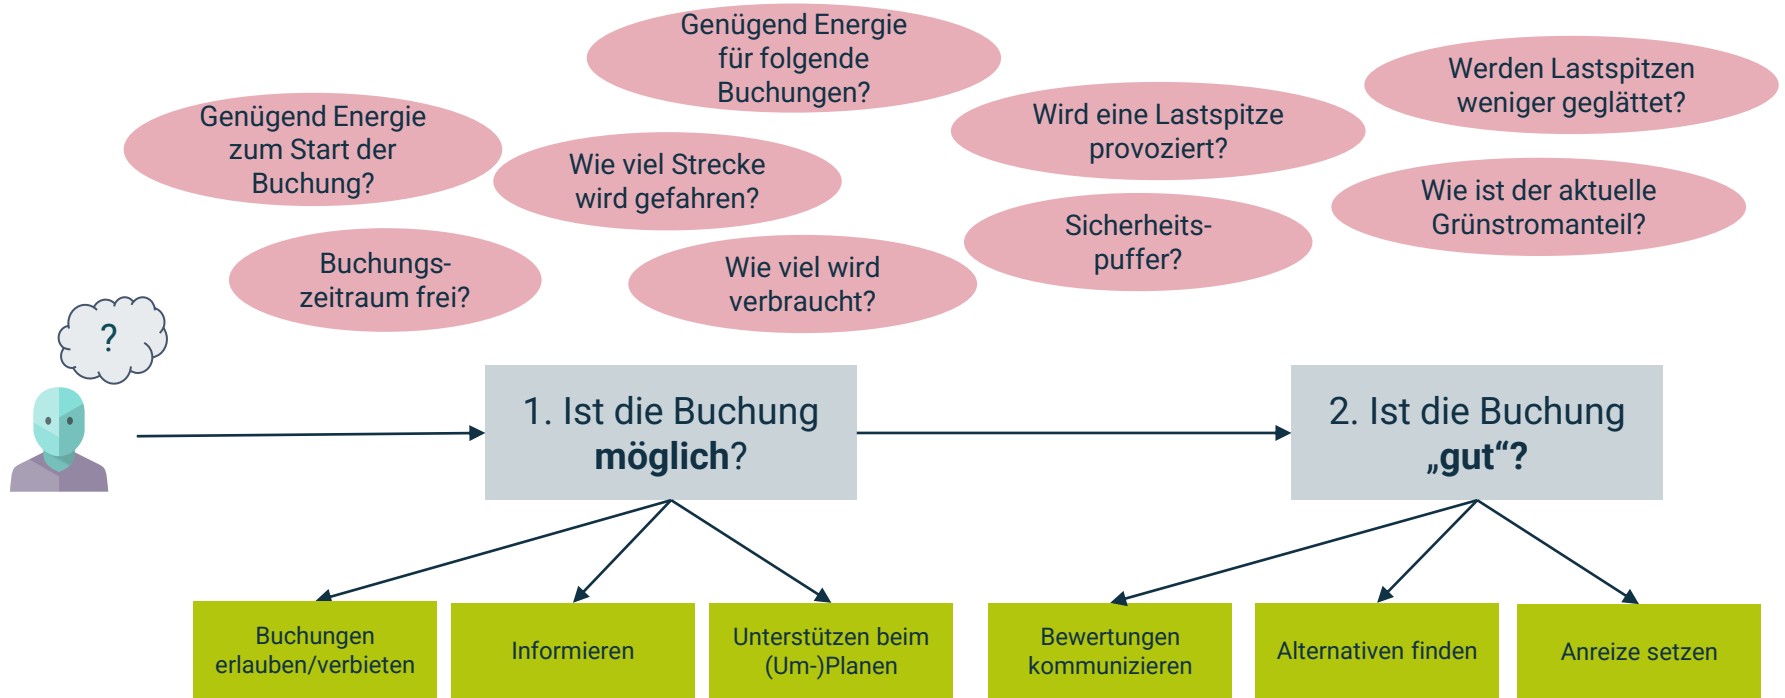 Genügend Energie
für folgende
Buchungen?
Werden Lastspitzen
weniger geglättet?
Genügend Energie
zum Start der
Buchung?
Wird eine Lastspitze
provoziert?
Wie viel Strecke
wird gefahren?
Wie ist der aktuelle
Grünstromanteil?
Sicherheits-
puffer?
Buchungs-
zeitraum frei?
Wie viel wird
verbraucht?
?
1. Ist die Buchung
möglich?
2. Ist die Buchung
„gut“?
Buchungen
erlauben/verbieten
Informieren
Unterstützen beim
(Um-)Planen
Bewertungen
kommunizieren
Alternativen finden
Anreize setzen